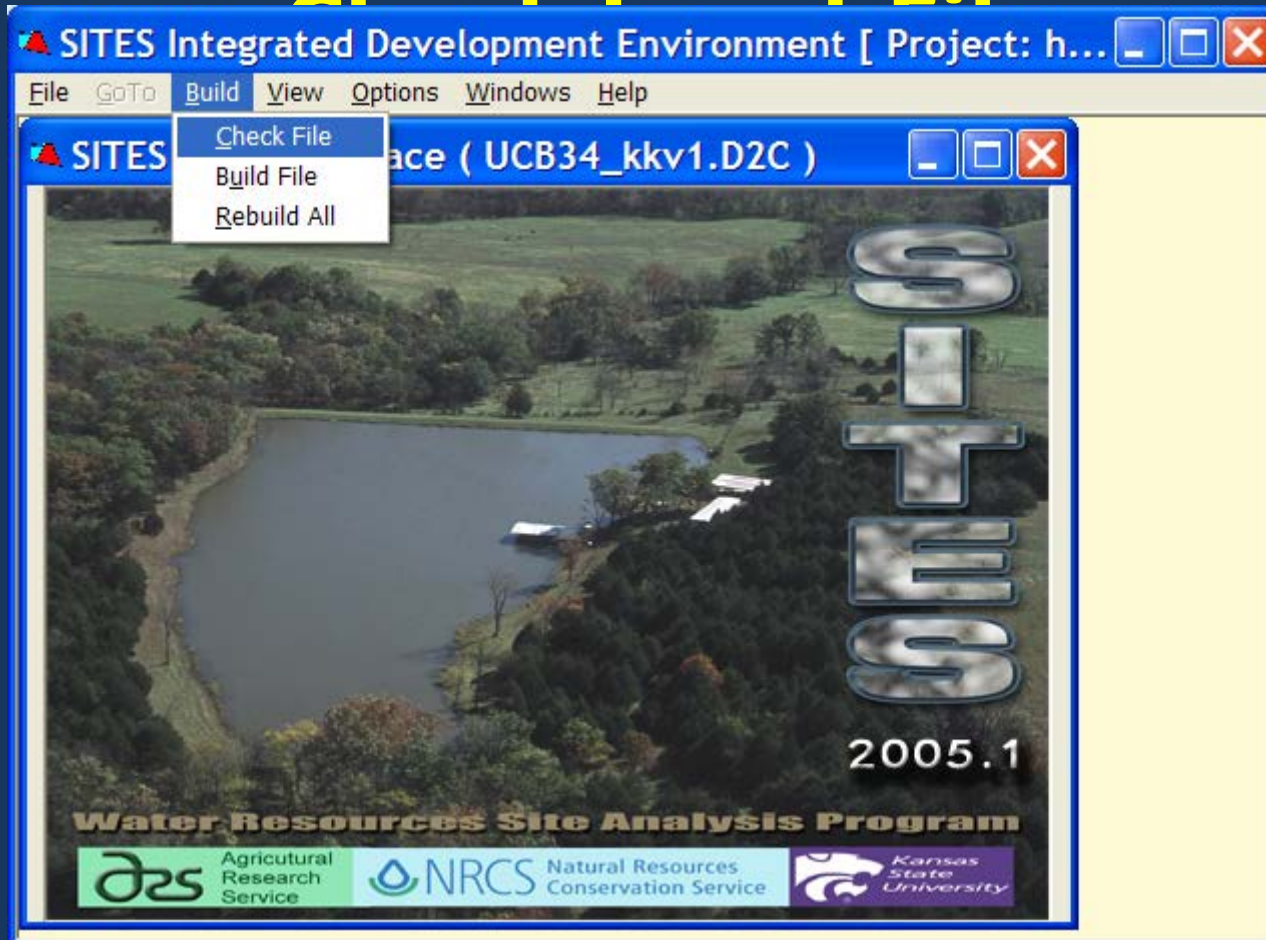 SITES Integrated Development Environment [ Project: h...
File GoTo Build View Options Windows Help
Check File
Build File
Rebuild All
SITES ace ( UCB34_kkv1.D2C )
SITES
2005.1
Water Resources Site Analysis Program
ars Agricutural Research Service
NRCS Natural Resources Conservation Service
Kansas State University